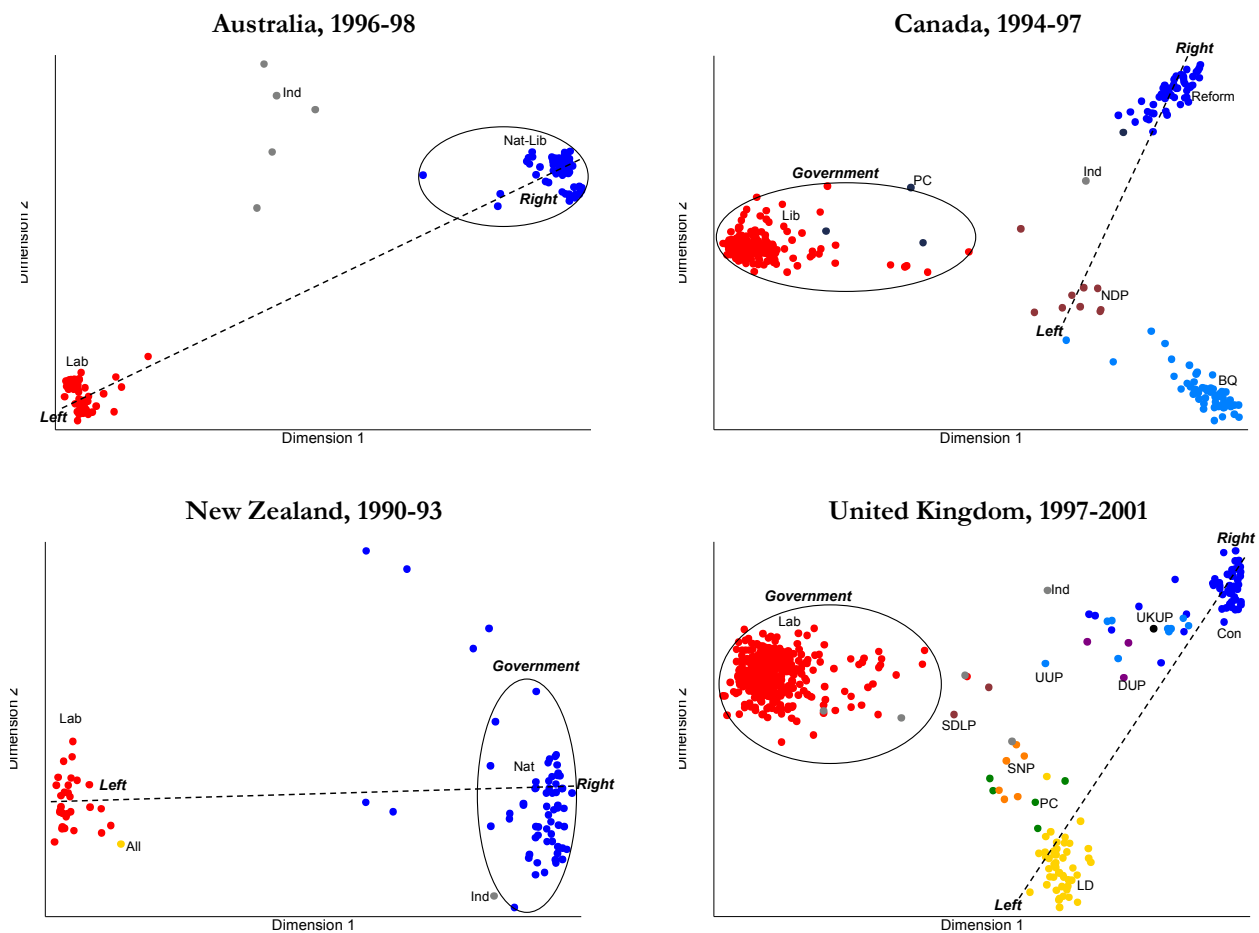 Australia, 1996-98
Ind
Nat-Lib
Right
Lab
Left
Dimension 2
Dimension 1
Canada, 1994-97
Right
Reform
Government
PC
Ind
Lib
NDP
Left
BQ
Dimension 2
Dimension 1
New Zealand, 1990-93
Government
Lab
Left
Nat
Right
All
Ind
Dimension 2
Dimension 1
United Kingdom, 1997-2001
Right
Government
Ind
Lab
UKUP
Con
UUP
DUP
SDLP
SNP
PC
LD
Left
Dimension 2
Dimension 1